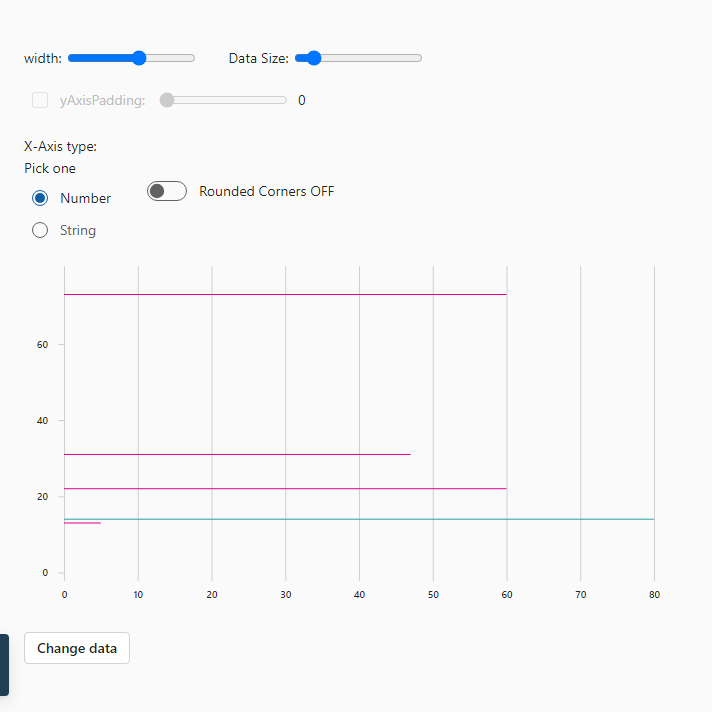 width: Data Size:
yAxisPadding: 0
X-Axis type:
Pick one
Number
Rounded Corners OFF
String
60
40
20
0
0 10 20 30 40 50 60 70 80
Change data